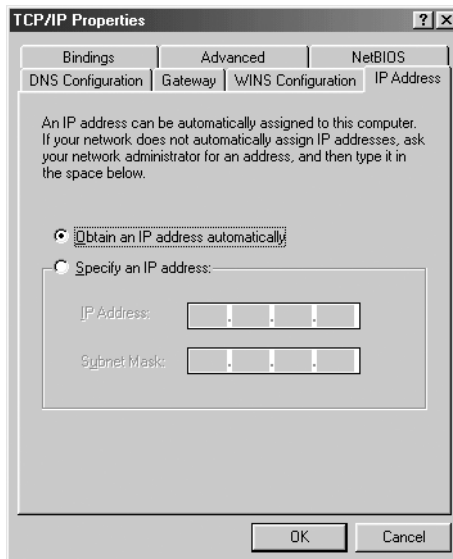 TCP/IP Properties
Bindings
Advanced
NetBIOS
DNS Configuration
Gateway
WINS Configuration
IP Address
An IP address can be automatically assigned to this computer.
If your network does not automatically assign IP addresses, ask
your network administrator for an address, and then type it in
the space below.
Obtain an IP address automatically
Specify an IP address:
IP Address:
Subnet Mask:
OK
Cancel